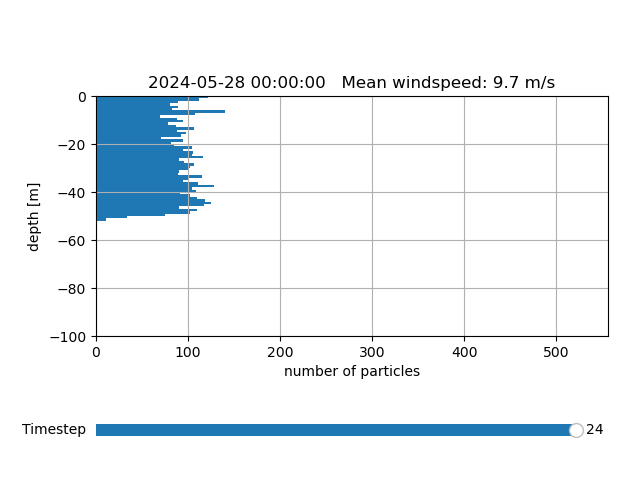 2024-05-28 00:00:00   Mean windspeed: 9.7 m/s
0
−20
−40
−60
−80
−100
depth [m]
0 100 200 300 400 500
number of particles
Timestep 24